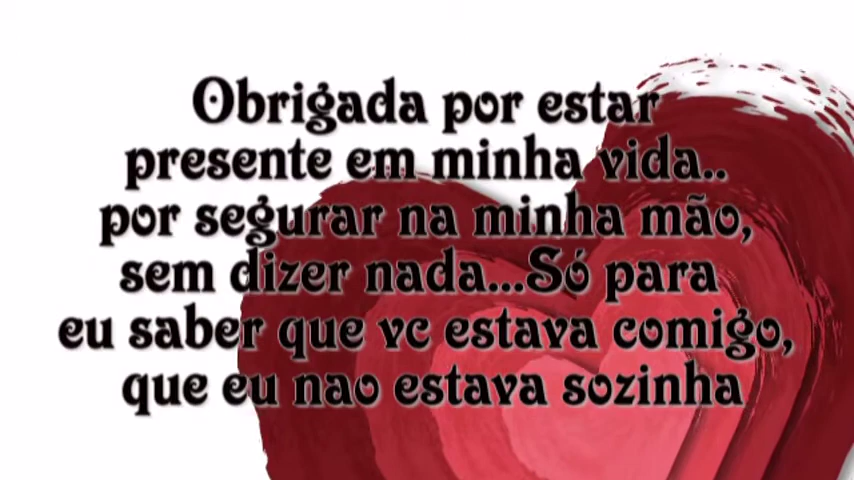 Obrigada por estar
presente em minha vida..
por segurar na minha mão,
sem dizer nada...Só para
eu saber que vc estava comigo,
que eu nao estava sozinha